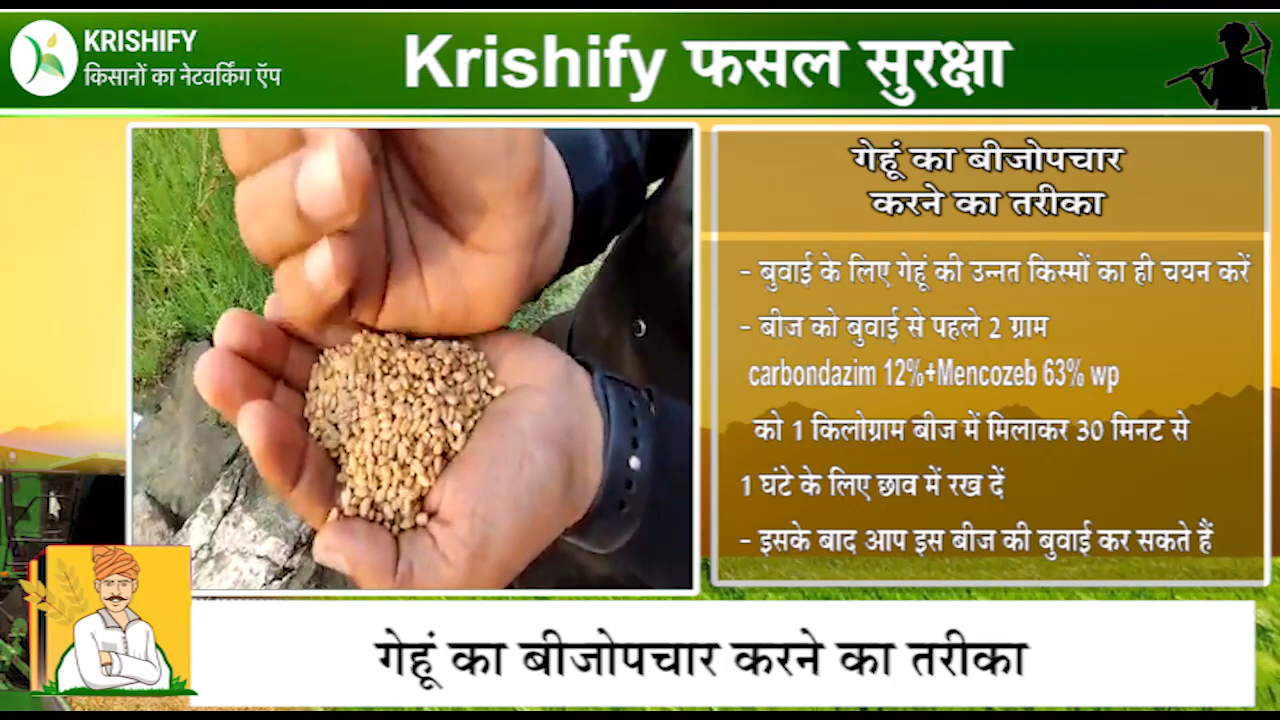 KRISHIFY
किसानों का नेटवर्किंग ऍप
Krishify फसल सुरक्षा
गेहूं का बीजोपचार
करने का तरीका
- बुवाई के लिए गेहूं की उन्नत किस्मों का ही चयन करें
- बीज को बुवाई से पहले 2 ग्राम
carbondazim 12%+Mencozeb 63% wp
को 1 किलोग्राम बीज में मिलाकर 30 मिनट से
1 घंटे के लिए छाव में रख दें
- इसके बाद आप इस बीज की बुवाई कर सकते हैं
गेहूं का बीजोपचार करने का तरीका